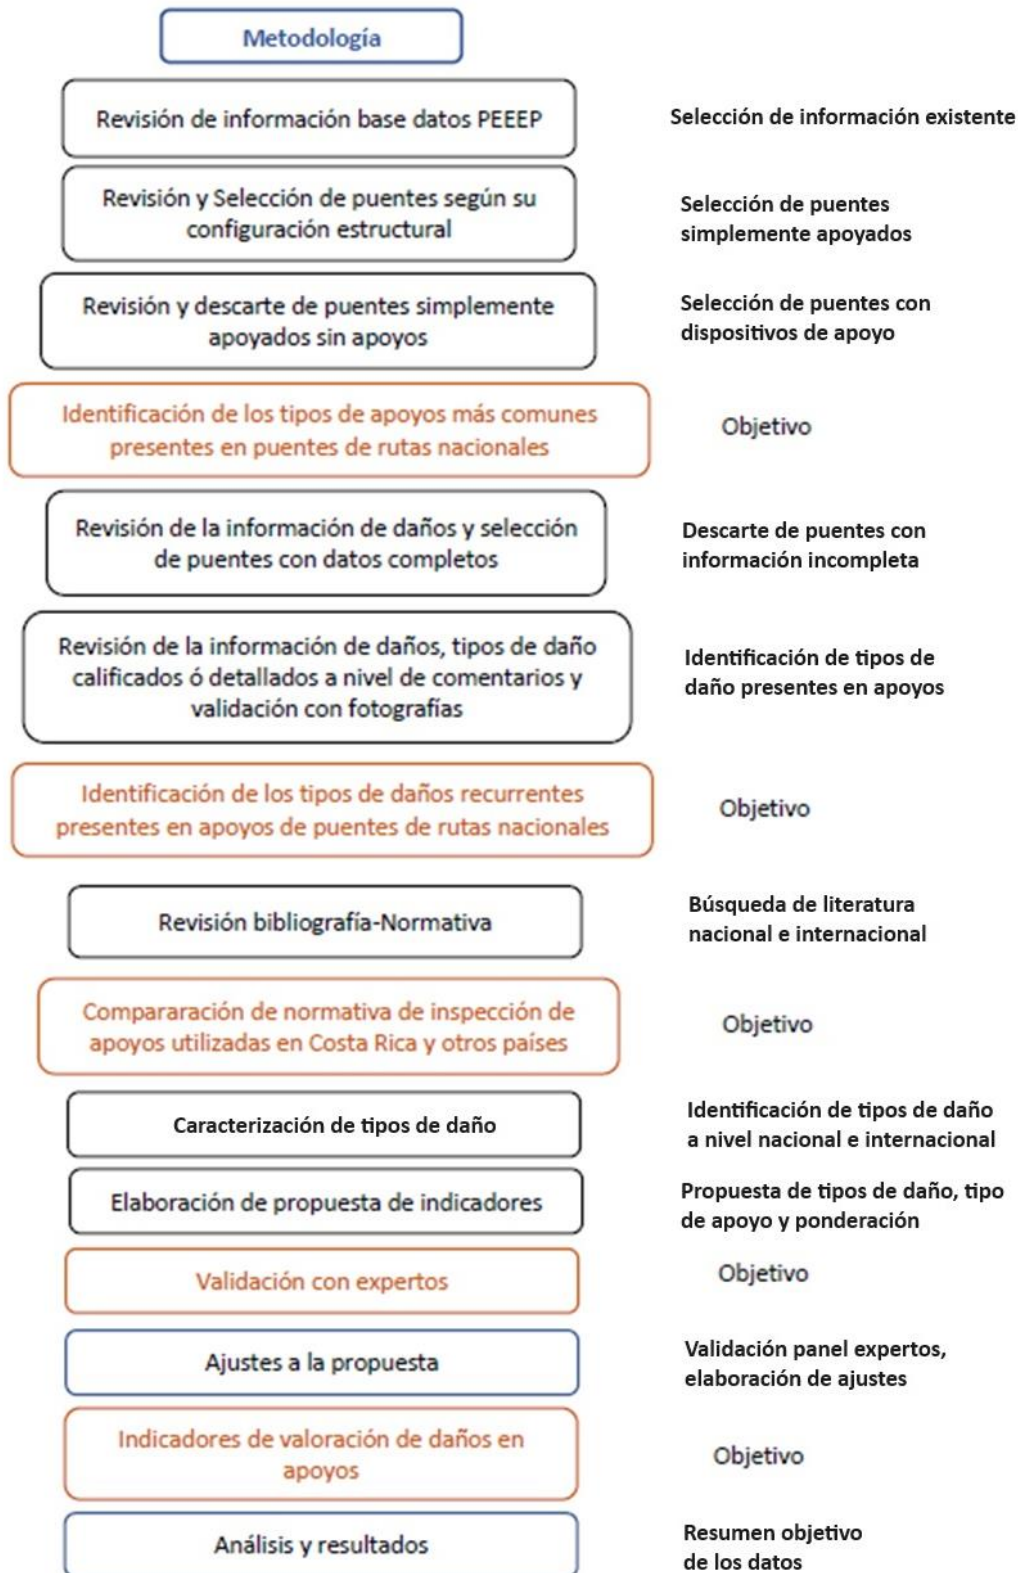 Metodología
Revisión de información base datos PEEEP
Selección de información existente
Revisión y Selección de puentes según su
configuración estructural
Selección de puentes
simplemente apoyados
Revisión y descarte de puentes simplemente
apoyados sin apoyos
Selección de puentes con
dispositivos de apoyo
Identificación de los tipos de apoyos más comunes
presentes en puentes de rutas nacionales
Objetivo
Revisión de la información de daños y selección
de puentes con datos completos
Descarte de puentes con
información incompleta
Revisión de la información de daños, tipos de daño
calificados ó detallados a nivel de comentarios y
validación con fotografías
Identificación de tipos de
daño presentes en apoyos
Identificación de los tipos de daños recurrentes
presentes en apoyos de puentes de rutas nacionales
Objetivo
Revisión bibliografía-Normativa
Búsqueda de literatura
nacional e internacional
Compararación de normativa de inspección de
apoyos utilizadas en Costa Rica y otros países
Objetivo
Caracterización de tipos de daño
Identificación de tipos de daño
a nivel nacional e internacional
Elaboración de propuesta de indicadores
Propuesta de tipos de daño, tipo
de apoyo y ponderación
Validación con expertos
Objetivo
Ajustes a la propuesta
Validación panel expertos,
elaboración de ajustes
Indicadores de valoración de daños en
apoyos
Objetivo
Análisis y resultados
Resumen objetivo
de los datos